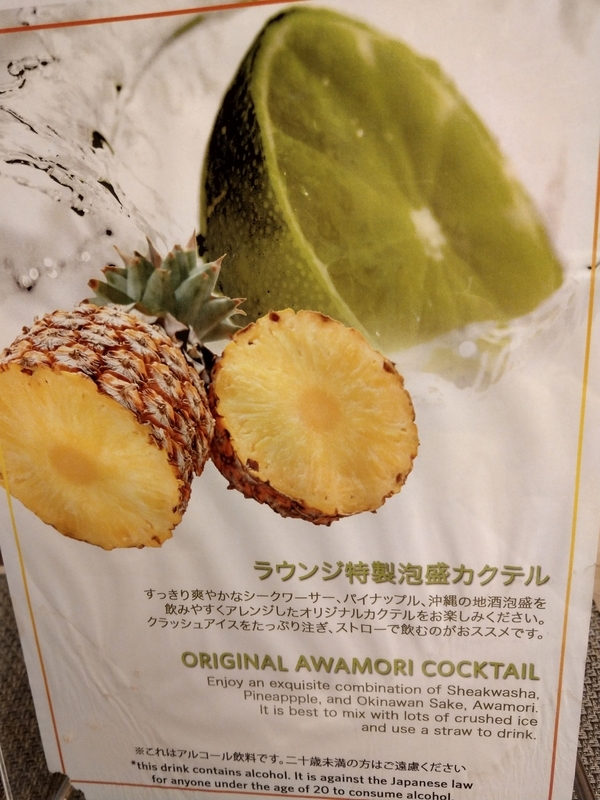 ラウンジ特製泡盛カクテル
すっきり爽やかなシークワーサー、パイナップル、沖縄の地酒泡盛を
飲みやすくアレンジしたオリジナルカクテルをお楽しみください。
クラッシュアイスをたっぷり注ぎ、ストローで飲むのがおススメです。
ORIGINAL AWAMORI COCKTAIL
Enjoy an exquisite combination of Sheakwasha,
Pineappple, and Okinawan Sake, Awamori.
It is best to mix with lots of crushed ice
and use a straw to drink.
※これはアルコール飲料です。二十歳未満の方はご遠慮ください
*this drink contains alcohol. It is against the Japanese law
for anyone under the age of 20 to consume alcohol.